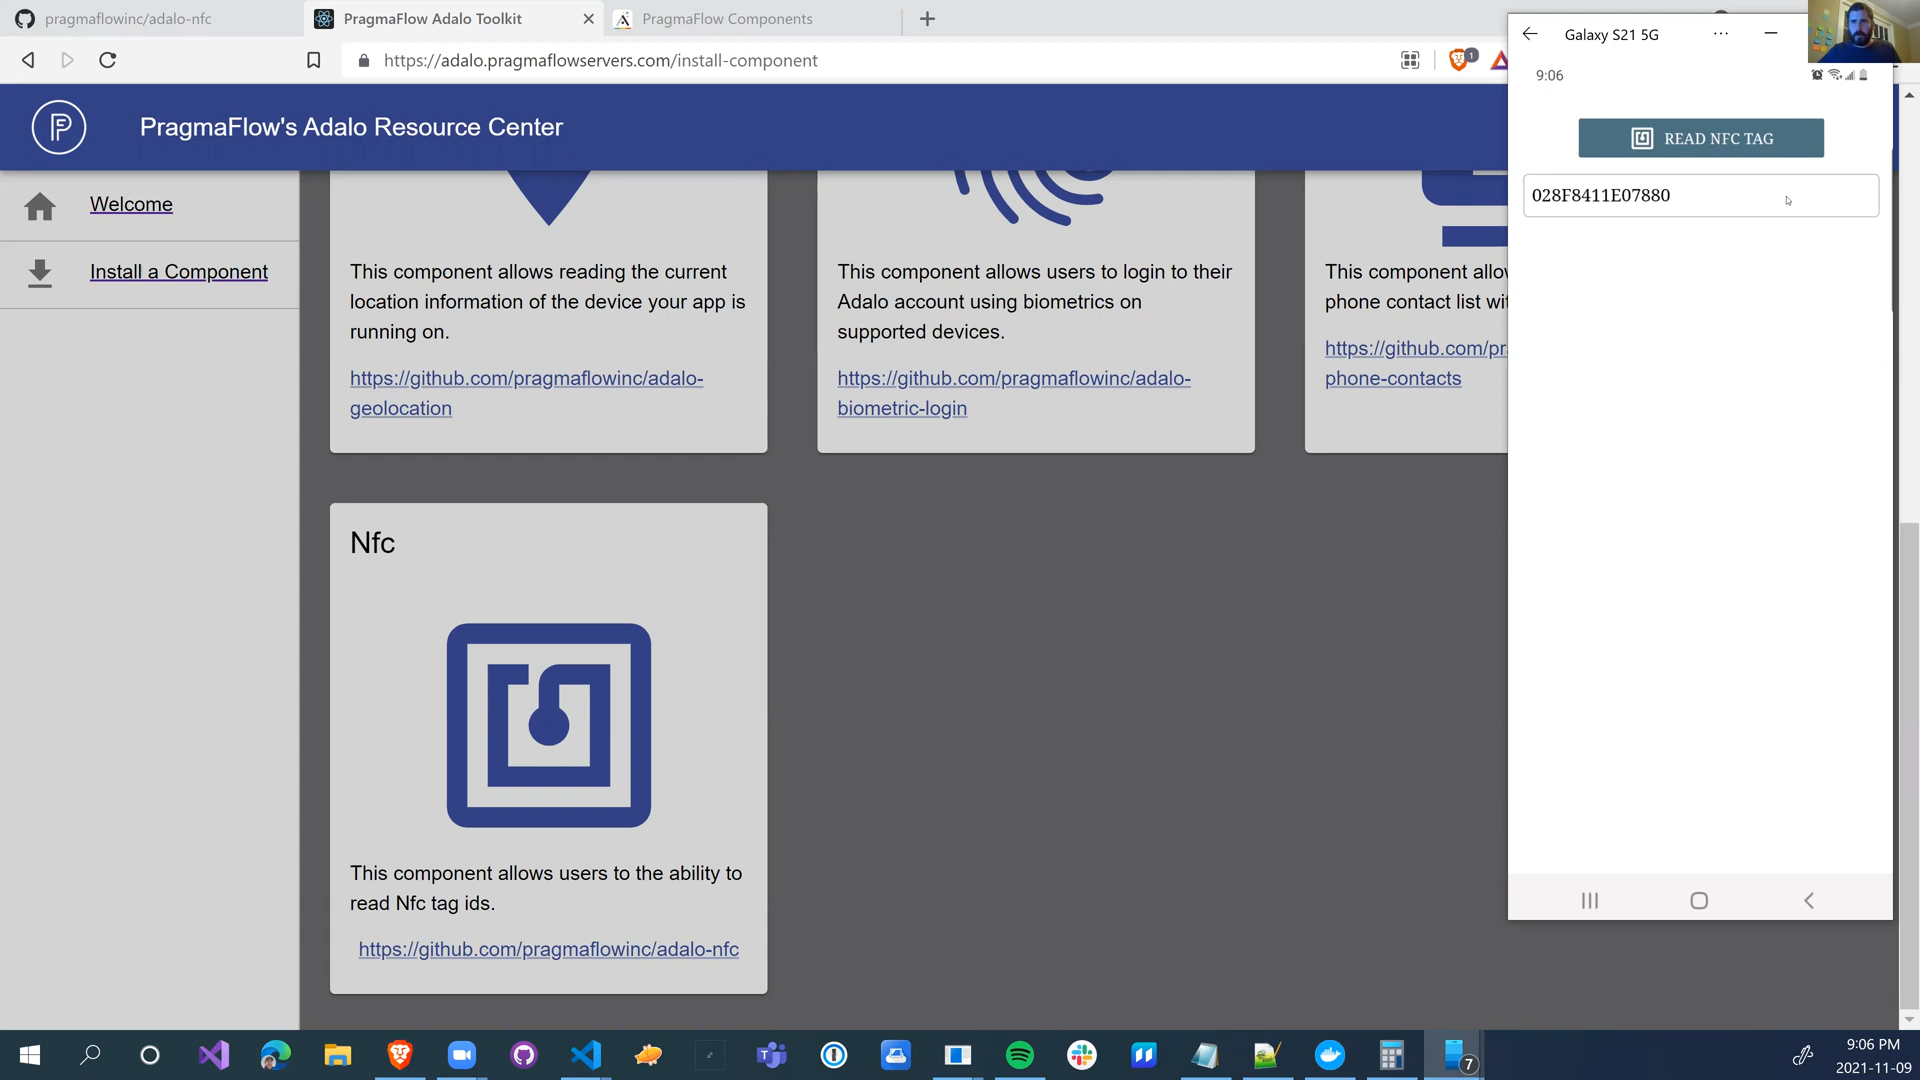 pragmaflowinc/adalo-nfc
PragmaFlow Adalo Toolkit
PragmaFlow Components
https://adalo.pragmaflowservers.com/install-component
1
PragmaFlow's Adalo Resource Center
Welcome
Install a Component
This component allows reading the current
location information of the device your app is
running on.
https://github.com/pragmaflowinc/adalo-
geolocation
This component allows users to login to their
Adalo account using biometrics on
supported devices.
https://github.com/pragmaflowinc/adalo-
biometric-login
This component allo
phone contact list wi
https://github.com/pr
phone-contacts
Nfc
This component allows users to the ability to
read Nfc tag ids.
https://github.com/pragmaflowinc/adalo-nfc
Galaxy S21 5G
9:06
READ NFC TAG
028F8411E07880
7
9:06 PM
2021-11-09